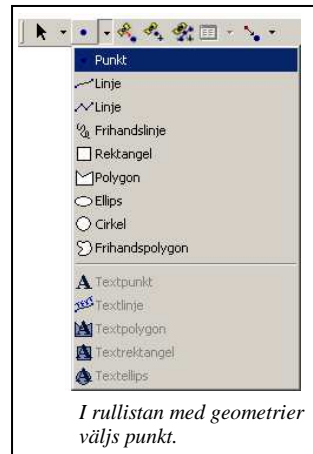 Punkt
Linje
Linje
Frihandslinje
Rektangel
Polygon
Ellips
Cirkel
Frihandspolygon
Textpunkt
Textlinje
Textpolygon
Textrektangel
Textellips
I rullistan med geometrier
väljs punkt.